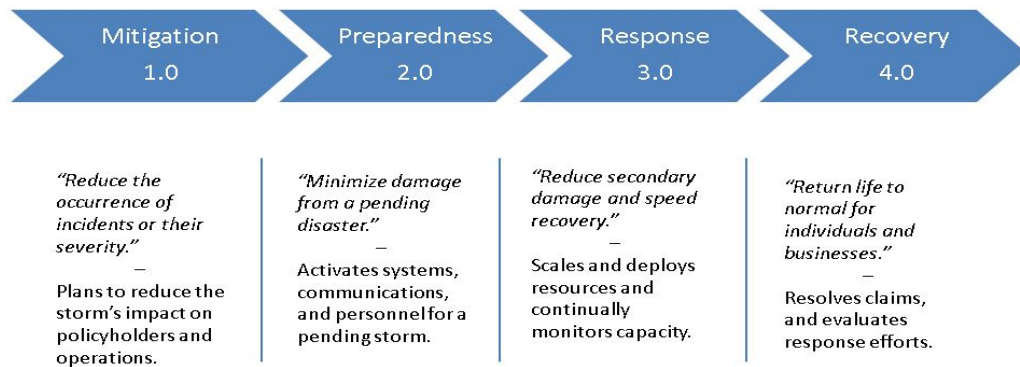 Mitigation
1.0
Preparedness
2.0
Response
3.0
Recovery
4.0
“Reduce the
occurrence of
incidents or their
severity.”
–
Plans to reduce the
storm’s impact on
policyholders and
operations.
“Minimize damage
from a pending
disaster.”
–
Activates systems,
communications,
and personnel for a
pending storm.
“Reduce secondary
damage and speed
recovery.”
–
Scales and deploys
resources and
continually
monitors capacity.
“Return life to
normal for
individuals and
businesses.”
–
Resolves claims,
and evaluates
response efforts.